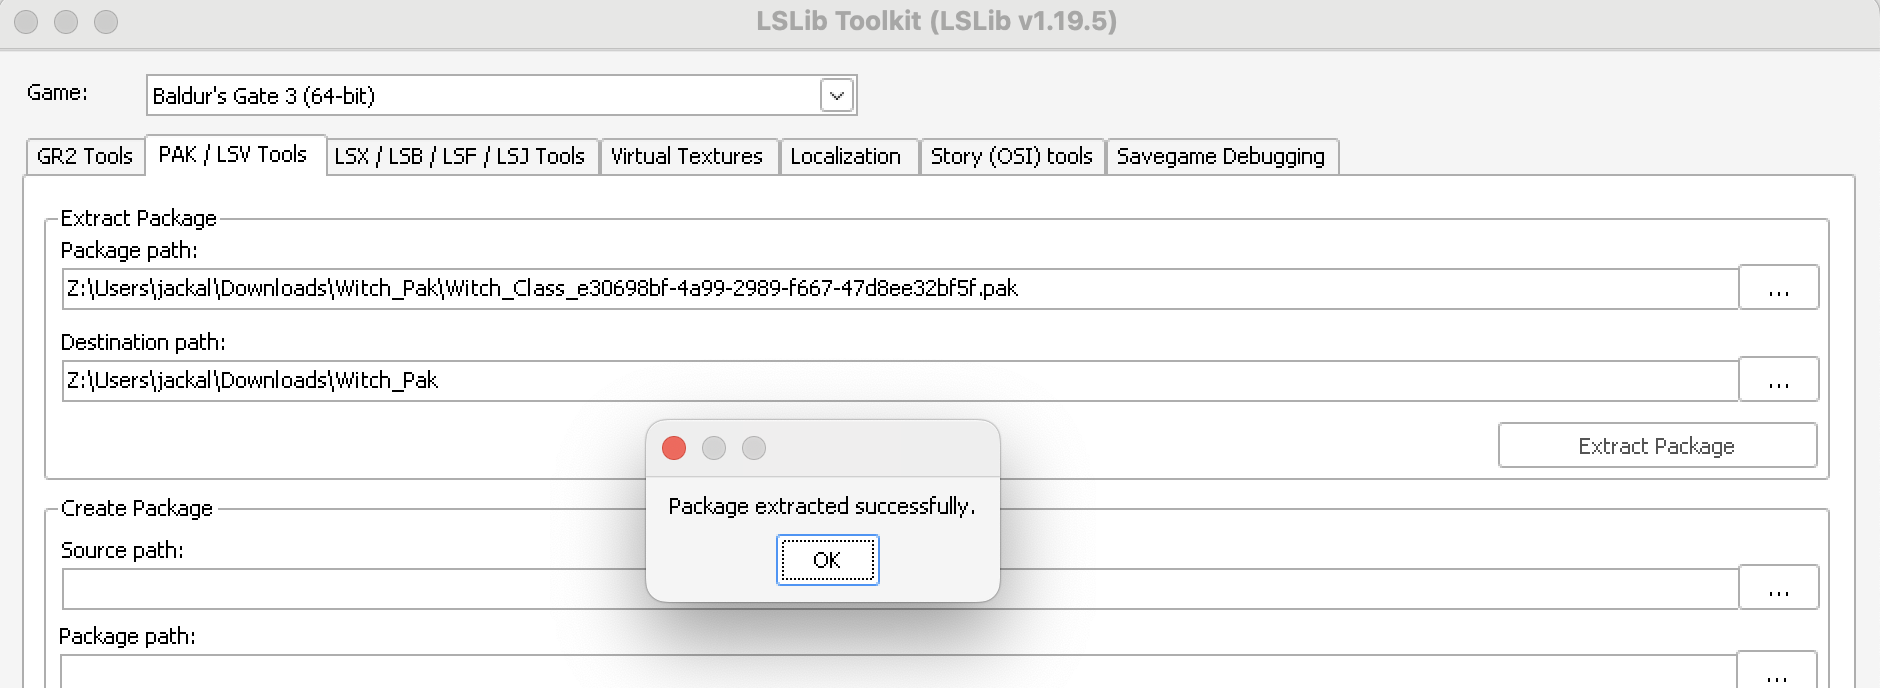 LSLib Toolkit (LSLib v1.19.5)
Game:
Baldur's Gate 3 (64-bit)
GR2 Tools
PAK / LSV Tools
LSX / LSB / LSF / LSJ Tools
Virtual Textures
Localization
Story (OSI) tools
Savegame Debugging
Extract Package
Package path:
Z:\Users\jackal\Downloads\Witch_Pak\Witch_Class_e30698bf-4a99-2989-f667-47d8ee32bf5f.pak
...
Destination path:
Z:\Users\jackal\Downloads\Witch_Pak
...
Extract Package
Package extracted successfully.
OK
Create Package
Source path:
...
Package path:
...